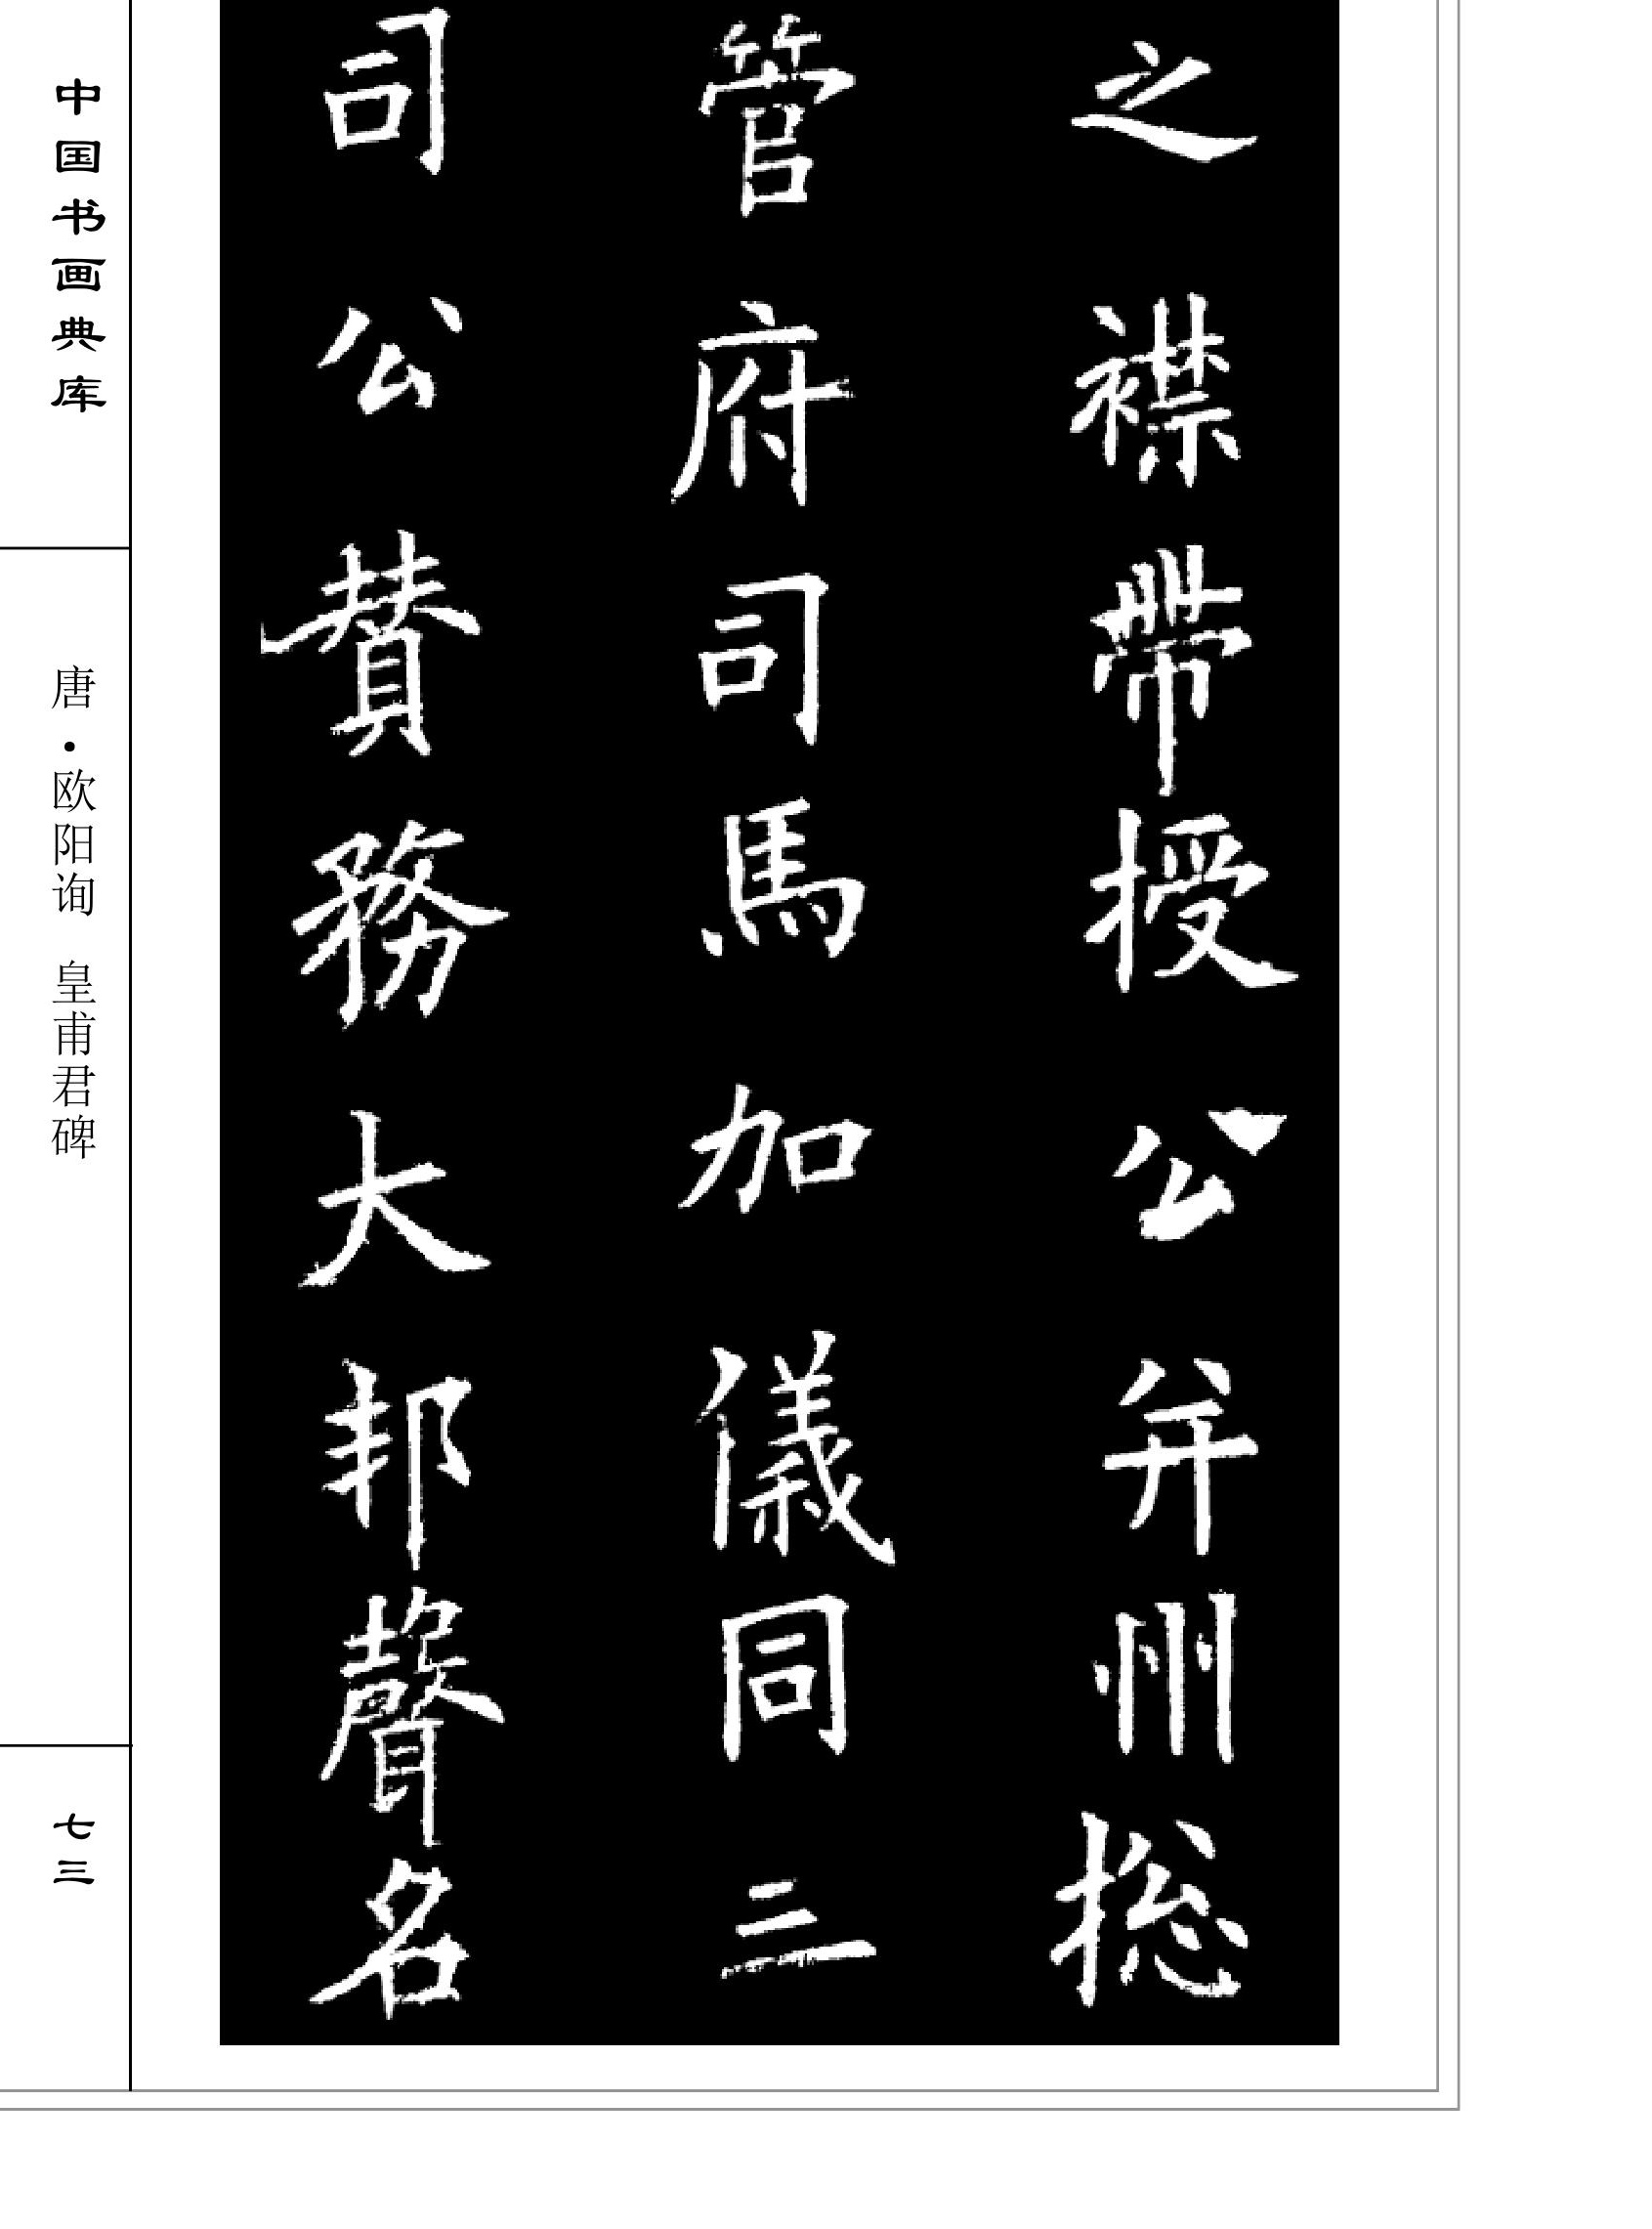 之襟帶授公并州捴
管府司馬加儀同三
司公賛務大邦聲名
中国书画典库
唐·欧阳询 皇甫君碑
七三